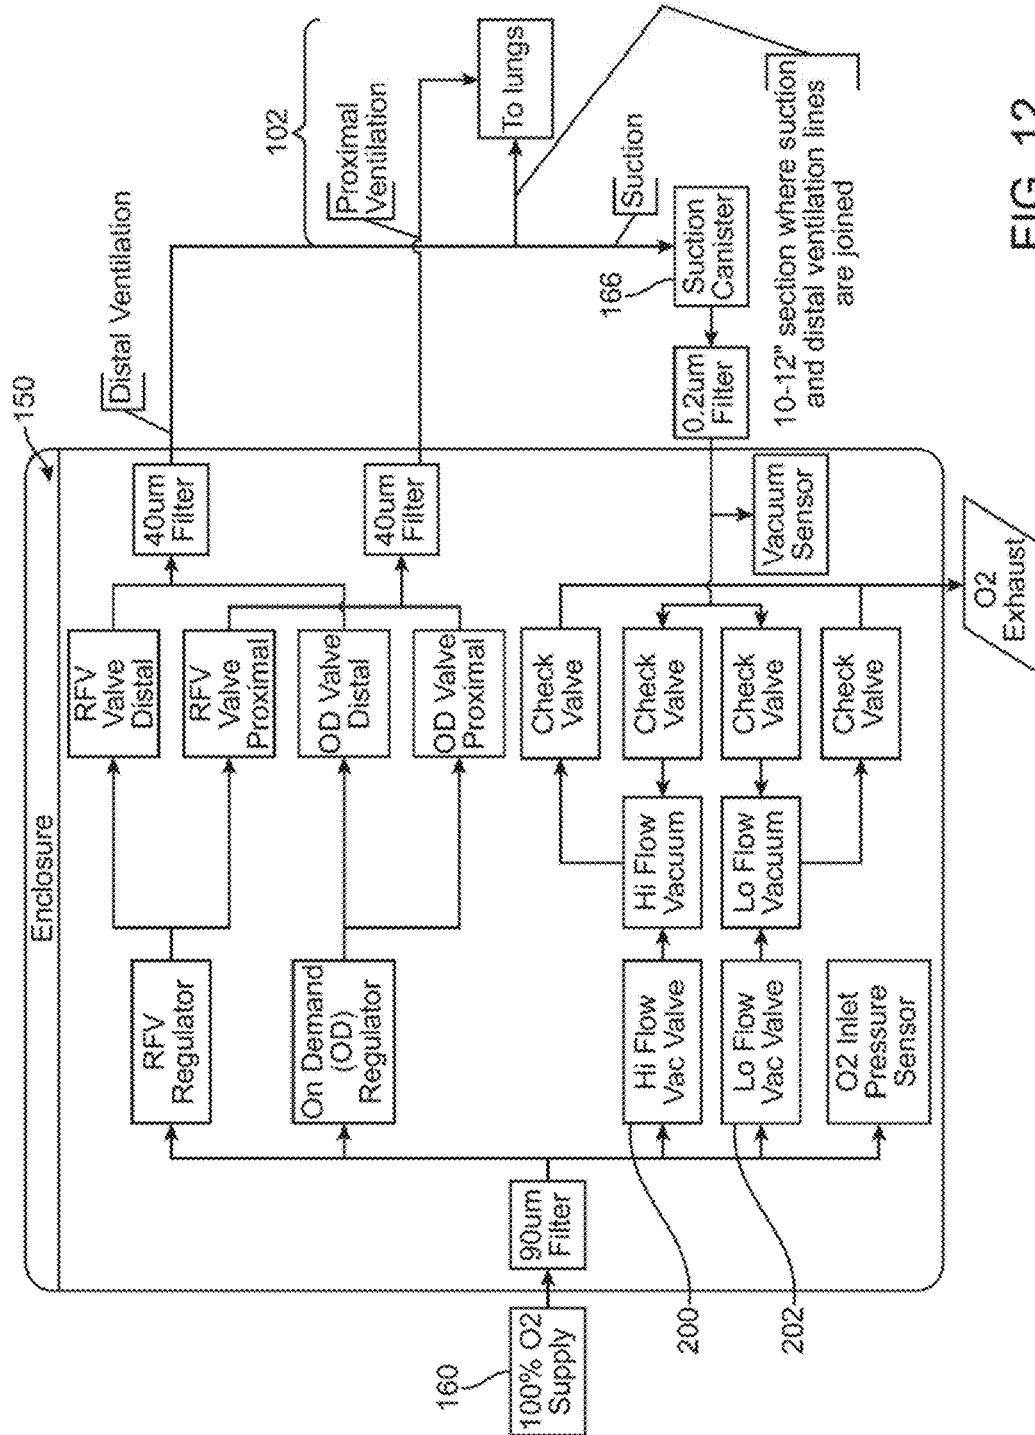 Enclosure
150
160
100% O2
Supply
90um
Filter
RFV
Regulator
On Demand
(OD)
Regulator
Hi Flow
Vac Valve
Lo Flow
Vac Valve
O2 Inlet
Pressure
Sensor
200
202
RFV
Valve
Distal
RFV
Valve
Proximal
OD Valve
Distal
OD Valve
Proximal
Hi Flow
Vacuum
Lo Flow
Vacuum
Check
Valve
Check
Valve
Check
Valve
Check
Valve
40um
Filter
40um
Filter
Vacuum
Sensor
O2
Exhaust
Distal Ventilation
102
Proximal
Ventilation
To lungs
Suction
166
Suction
Canister
0.2um
Filter
10-12" section where suction
and distal ventilation lines
are joined
FIG. 12